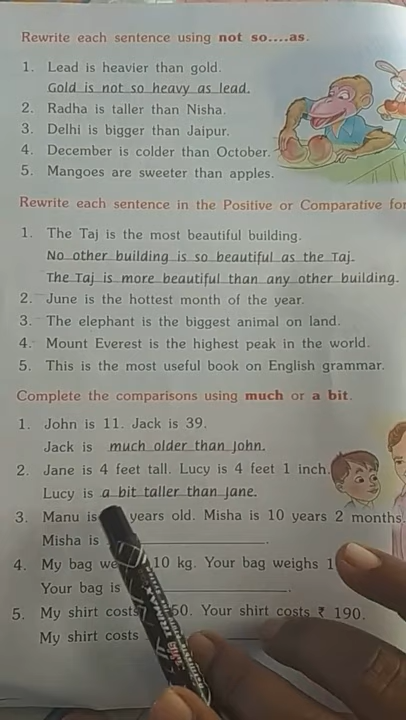 Rewrite each sentence using not so....as.
1. Lead is heavier than gold.
Gold is not so heavy as lead.
2. Radha is taller than Nisha.
3. Delhi is bigger than Jaipur.
4. December is colder than October.
5. Mangoes are sweeter than apples.
Rewrite each sentence in the Positive or Comparative
1. The Taj is the most beautiful building.
No other building is so beautiful as the Taj.
The Taj is more beautiful than any other building.
2. June is the hottest month of the year.
3. The elephant is the biggest animal on land.
4. Mount Everest is the highest peak in the world.
5. This is the most useful book on English grammar.
Complete the comparisons using much or a bit.
1. John is 11. Jack is 39.
Jack is much older than John.
2. Jane is 4 feet tall. Lucy is 4 feet 1 inch.
Lucy is a bit taller than Jane.
3. Manu is years old. Misha is 10 years 2 months.
Misha is
4. My bag 10 kg. Your bag weighs
Your bag is
5. My shirt costs Your shirt costs ₹ 190.
My shirt costs